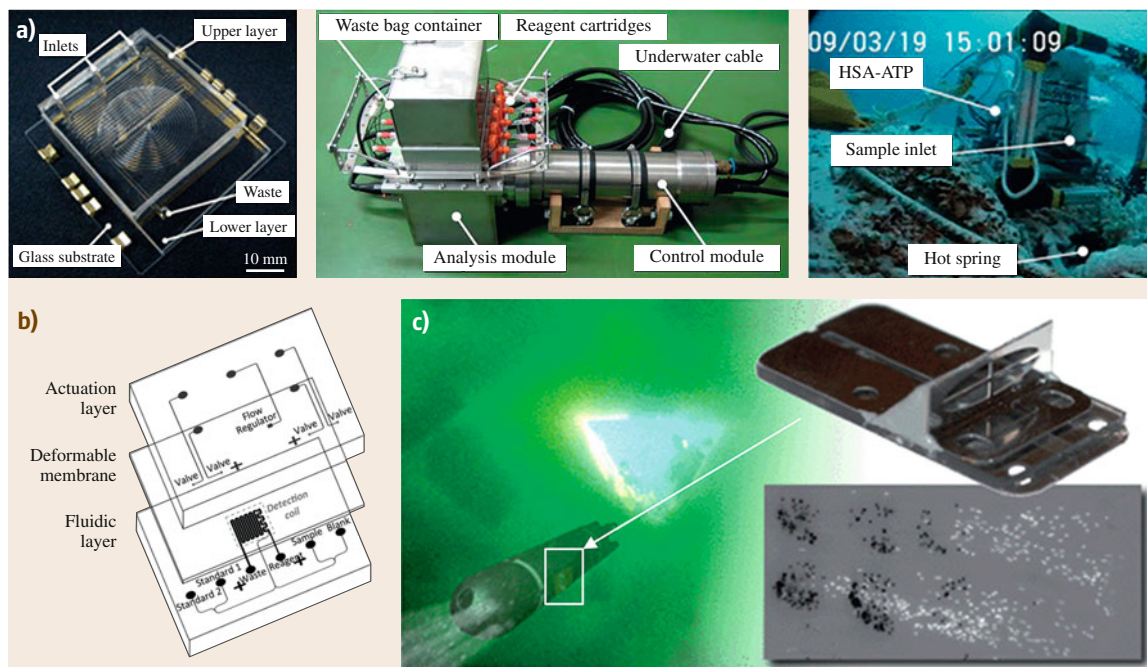 a)
Inlets
Upper layer
Waste
Lower layer
Glass substrate
10 mm
Waste bag container
Reagent cartridges
Underwater cable
Analysis module
Control module
09/03/19 15:01:09
HSA-ATP
Sample inlet
Hot spring
b)
Actuation
layer
Deformable
membrane
Fluidic
layer
Flow
Regulator
Valve
Valve
Valve
Valve
Detection
coil
Standard 2
Standard 1
Waste
Reagent
Sample
Blank
c)